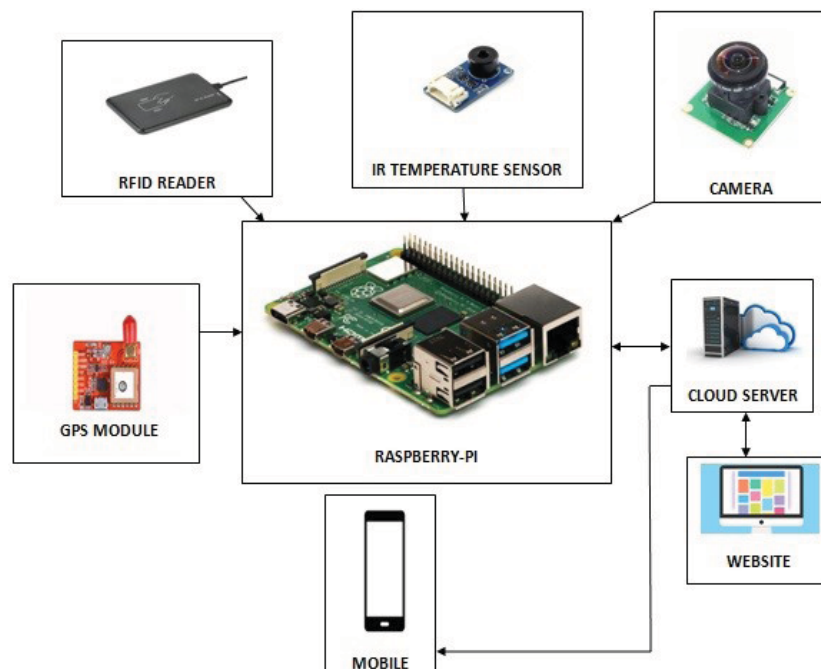 RFID READER
IR TEMPERATURE SENSOR
CAMERA
GPS MODULE
RASPBERRY-PI
CLOUD SERVER
WEBSITE
MOBILE